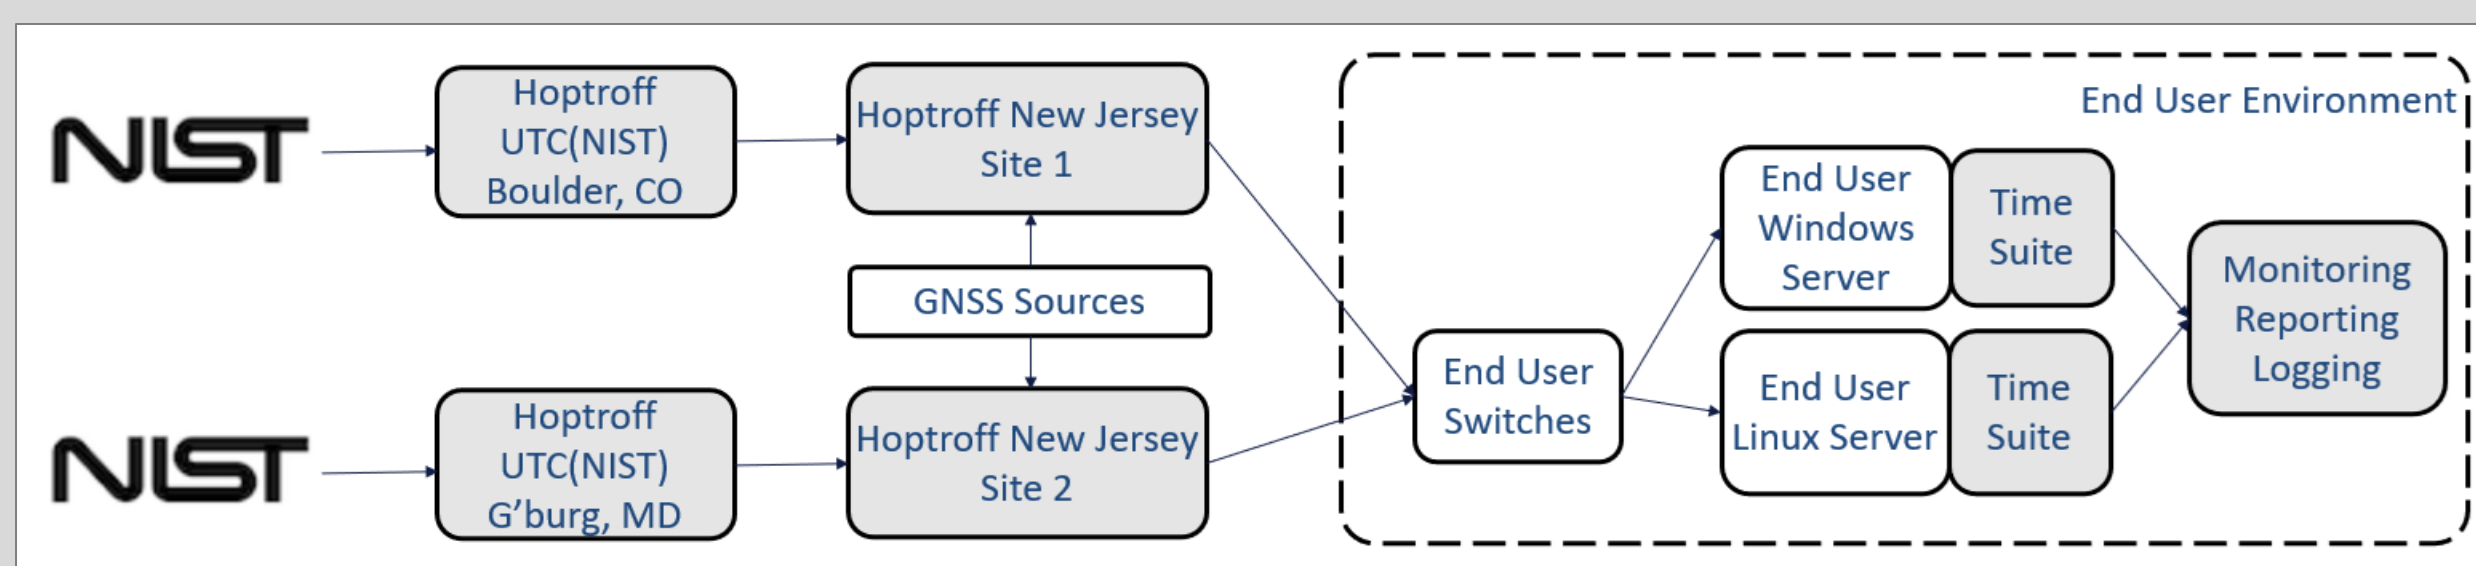 NIST
Hoptroff
UTC(NIST)
Boulder, CO
Hoptroff New Jersey
Site 1
GNSS Sources
NIST
Hoptroff
UTC(NIST)
G’burg, MD
Hoptroff New Jersey
Site 2
End User Environment
End User
Switches
End User
Windows
Server
Time
Suite
End User
Linux Server
Time
Suite
Monitoring
Reporting
Logging